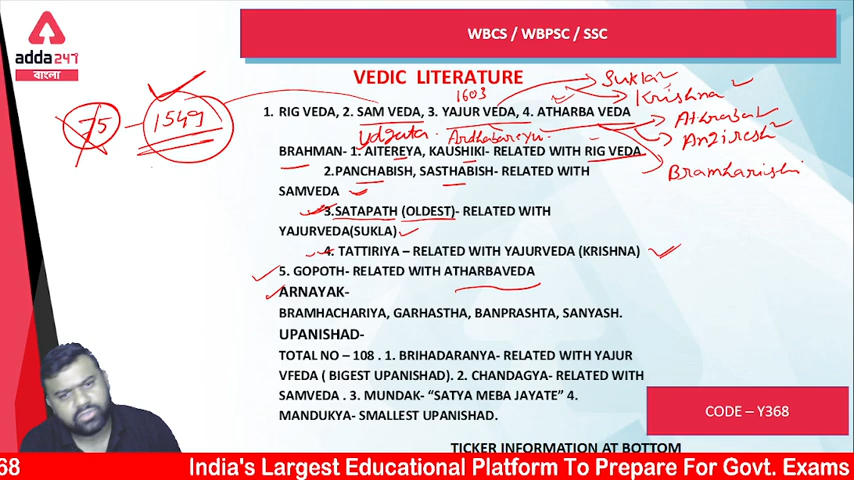 WBCS / WBPSC / SSC
adda247
বাংলা
VEDIC LITERATURE
1603
Sukla
Krishna
75
1549
1. RIG VEDA, 2. SAM VEDA, 3. YAJUR VEDA, 4. ATHARBA VEDA
Athraba
Udgata
Angiresh
BRAHMAN- 1. AITEREYA, KAUSHIKI- RELATED WITH RIG VEDA
2.PANCHABISH, SASTHABISH- RELATED WITH
Bramharishi
SAMVEDA
3.SATAPATH (OLDEST)- RELATED WITH
YAJURVEDA(SUKLA)
4. TATTIRIYA – RELATED WITH YAJURVEDA (KRISHNA)
5. GOPOTH- RELATED WITH ATHARBAVEDA
ARNAYAK-
BRAMHACHARIYA, GARHASTHA, BANPRASHTA, SANYASH.
UPANISHAD-
TOTAL NO – 108 . 1. BRIHADARANYA- RELATED WITH YAJUR
VFEDA ( BIGEST UPANISHAD). 2. CHANDAGYA- RELATED WITH
SAMVEDA . 3. MUNDAK- “SATYA MEBA JAYATE” 4.
MANDUKYA- SMALLEST UPANISHAD.
CODE – Y368
TICKER INFORMATION AT BOTTOM
68 India's Largest Educational Platform To Prepare For Govt. Exams